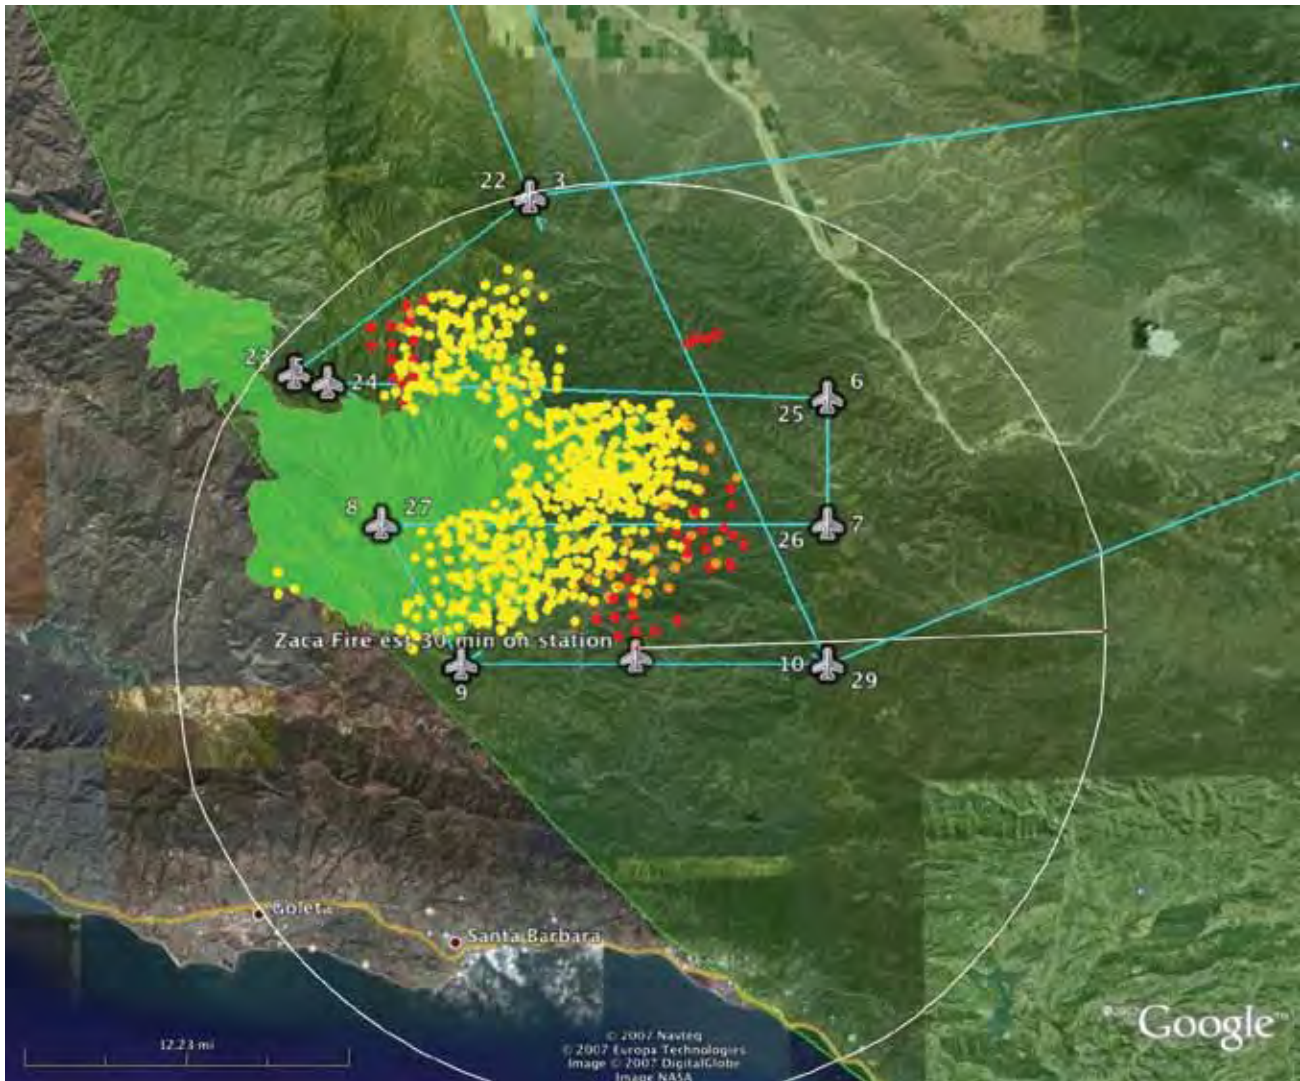 22 3
23 5
24
6
25
8 27
7
26
Zaca Fire est 30 min on station
10
29
9
Goleta
Santa Barbara
12.23 mi
© 2007 Navteq
© 2007 Europa Technologies
Image © 2007 DigitalGlobe
Image NASA
Google